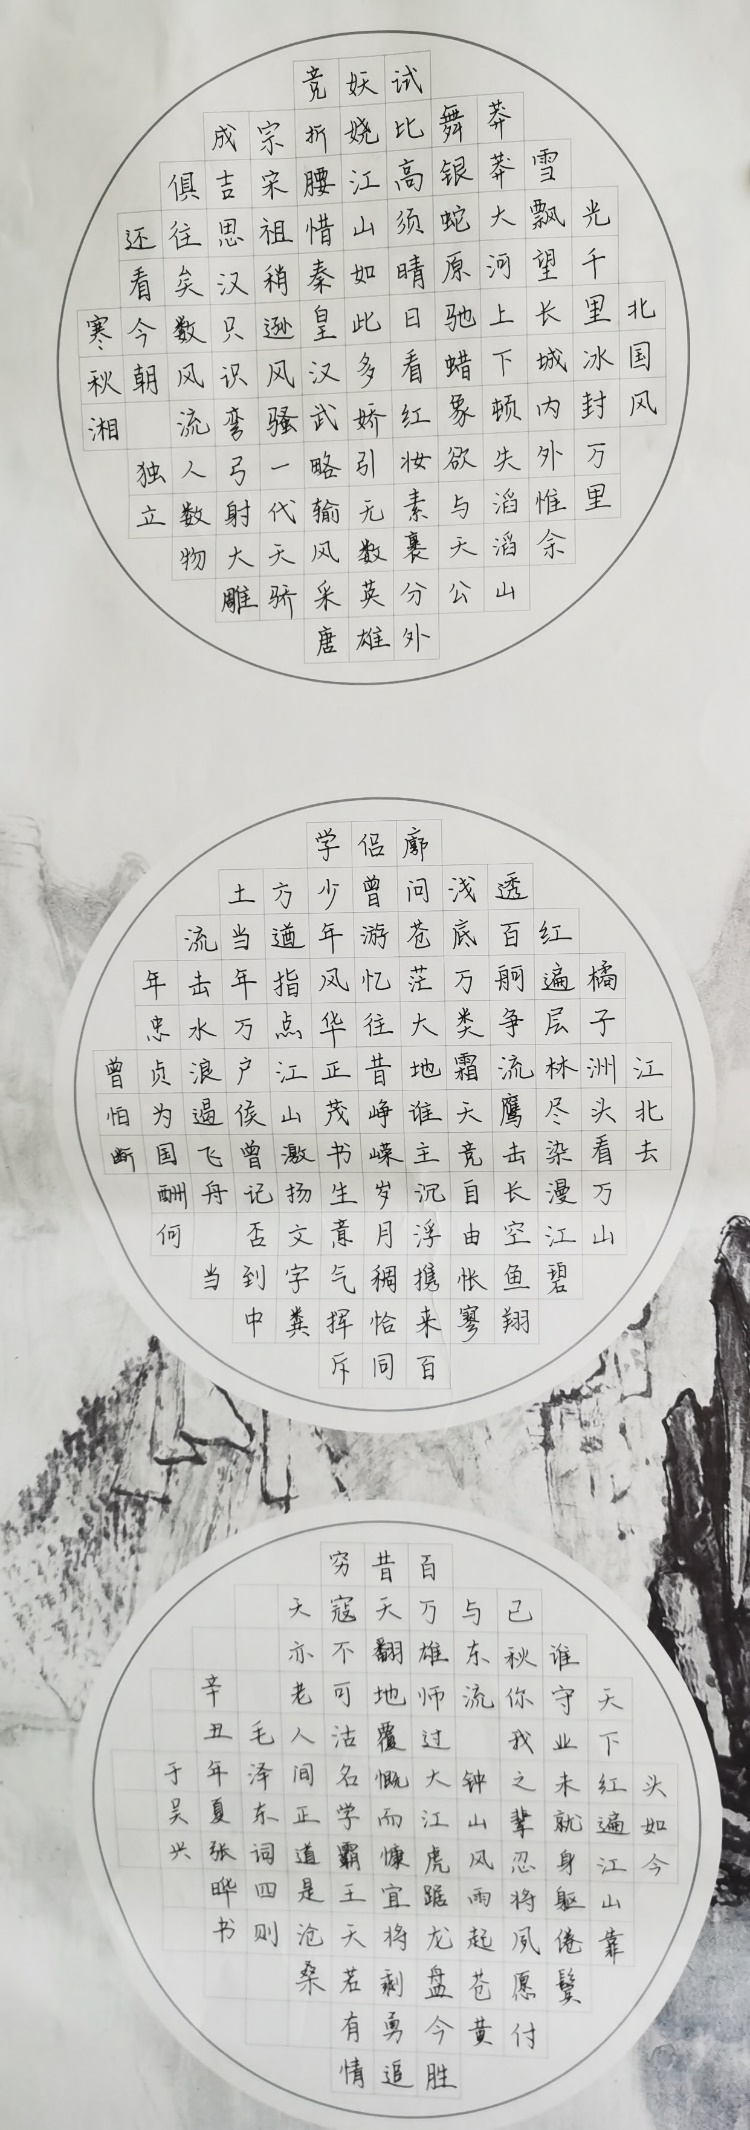 北国风
光千里冰封万里
雪飘望长城内外惟余
莽莽大河上下顿失滔滔山
舞银蛇原驰蜡象欲与天公
试比高须晴日看红妆素裹分外
妖娆江山如此多娇引无数英雄
竞折腰惜秦皇汉武略输风采唐
宗宋祖稍逊风骚一代天骄
成吉思汉只识弯弓射大雕
俱往矣数风流人数物
还看今朝 独立
寒秋湘
江北去
橘子洲头看万山
红遍层林尽染漫江碧
透百舸争流鹰击长空鱼翔
浅底万类霜天竞自由怅寥
廓问苍茫大地谁主沉浮携来百
侣曾游忆往昔峥嵘岁月稠恰同
学少年风华正茂书生意气挥斥
方遒指点江山激扬文字粪
土当年万户侯曾记否到中
流击水浪遏飞舟 当
年忠贞为国酬何
曾怕断
头如今
天下红遍江山靠
谁守业未就身躯倦鬓
已秋你我之辈忍将夙愿付
与东流 钟山风雨起苍黄
百万雄师过大江虎踞龙盘今胜
昔天翻地覆慨而慷宜将剩勇追
穷寇不可沽名学霸王天若有情
天亦老人间正道是沧桑
毛泽东词四则
辛丑年夏张晔书
于吴兴